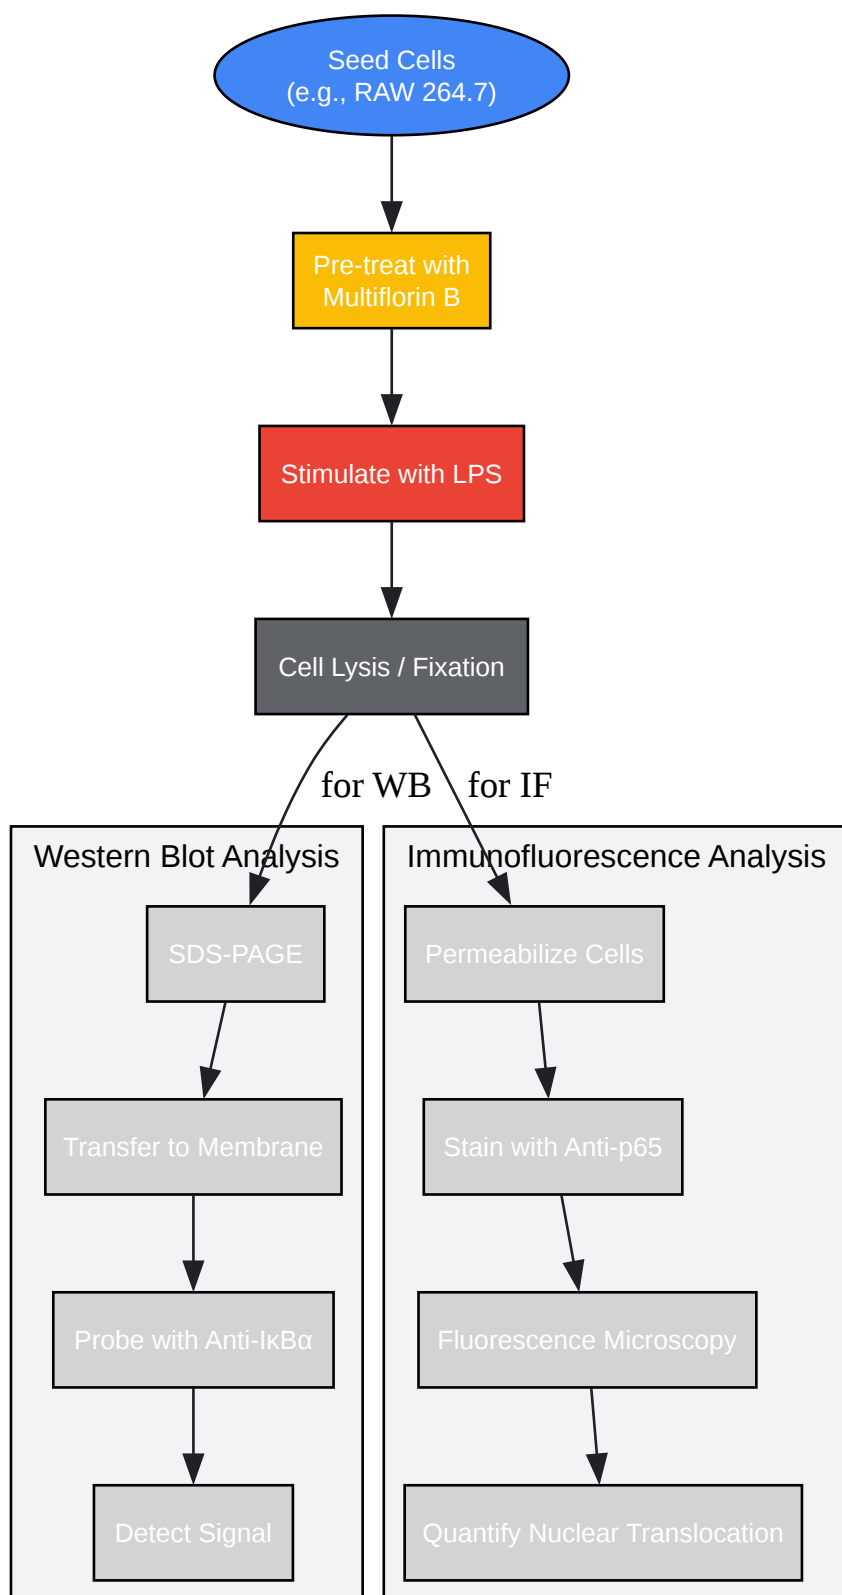 Seed Cells
(e.g., RAW 264.7)
Pre-treat with
Multiflorin B
Stimulate with LPS
Cell Lysis / Fixation
for WB
for IF
Western Blot Analysis
SDS-PAGE
Transfer to Membrane
Probe with Anti-IκBα
Detect Signal
Immunofluorescence Analysis
Permeabilize Cells
Stain with Anti-p65
Fluorescence Microscopy
Quantify Nuclear Translocation